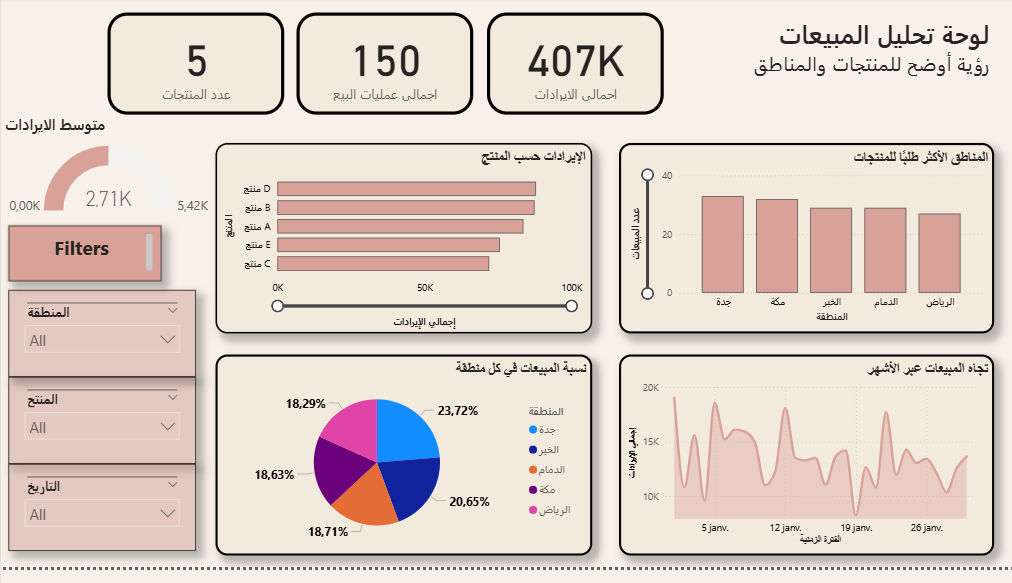 لوحة تحليل المبيعات
رؤية أوضح للمنتجات والمناطق
407K
اجمالي الايرادات
150
اجمالي عمليات البيع
5
عدد المنتجات
متوسط الايرادات
2,71K
0,00K
5,42K
Filters
المنطقة
All
المنتج
All
التاريخ
All
الإيرادات حسب المنتج
المنتج
منتج D
منتج B
منتج A
منتج E
منتج C
0K
50K
100K
إجمالي الإيرادات
المناطق الأكثر طلبًا للمنتجات
عدد المبيعات
40
20
0
جدة
مكة
الخبر
الدمام
الرياض
المنطقة
نسبة المبيعات في كل منطقة
23,72%
20,65%
18,71%
18,63%
18,29%
المنطقة
جدة
الخبر
الدمام
مكة
الرياض
تجاه المبيعات عبر الأشهر
إجمالي الإيرادات
20K
15K
10K
5 janv.
12 janv.
19 janv.
26 janv.
الفترة الزمنية